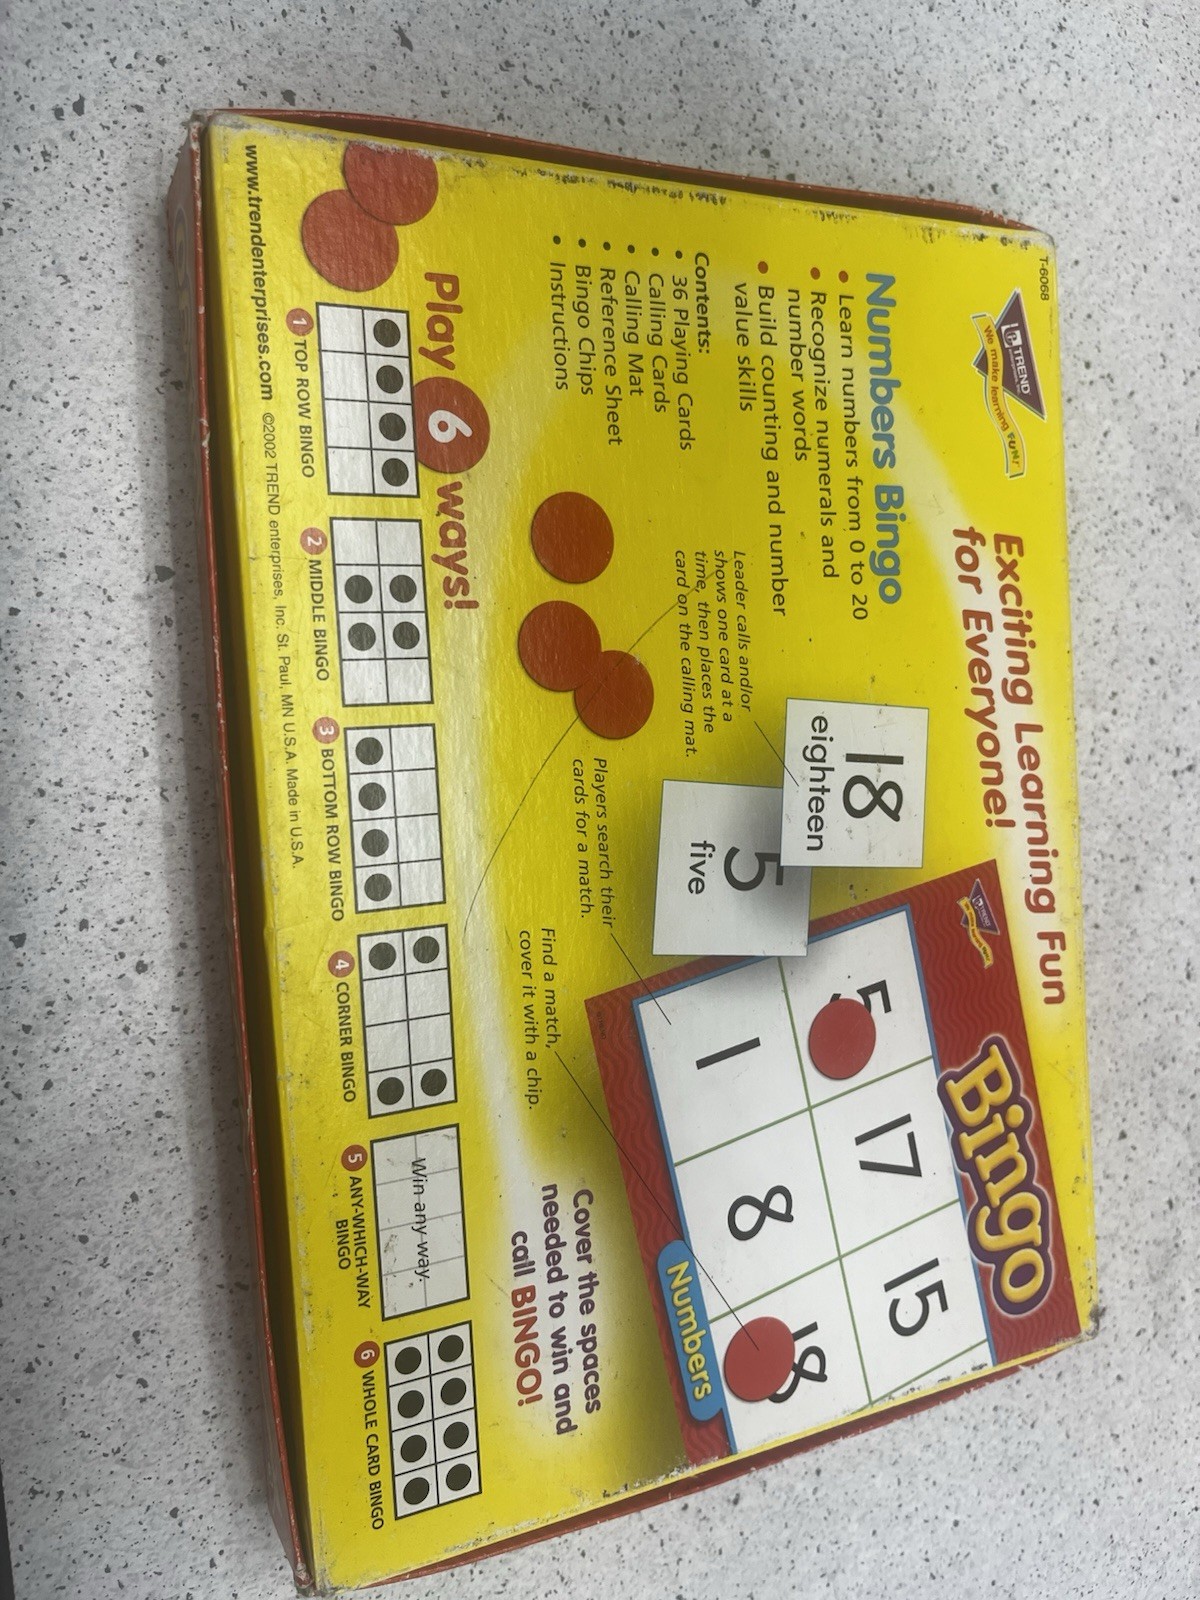 T-6068
TREND
enterprises, inc.
We make learning FUN!
Exciting Learning Fun
for Everyone!
Numbers Bingo
• Learn numbers from 0 to 20
• Recognize numerals and
number words
• Build counting and number
value skills
Contents:
• 36 Playing Cards
• Calling Cards
• Calling Mat
• Reference Sheet
• Bingo Chips
• Instructions
Leader calls and/or
shows one card at a
time, then places the
card on the calling mat.
18
eighteen
5
five
Players search their
cards for a match.
Find a match,
cover it with a chip.
TREND
Bingo
5 17 15
1 8 18
Numbers
Cover the spaces
needed to win and
call BINGO!
Play 6 ways!
Win any way.
1 TOP ROW BINGO
2 MIDDLE BINGO
3 BOTTOM ROW BINGO
4 CORNER BINGO
5 ANY-WHICH-WAY
BINGO
6 WHOLE CARD BINGO
www.trendenterprises.com ©2002 TREND enterprises, Inc. St. Paul, MN U.S.A. Made in U.S.A.